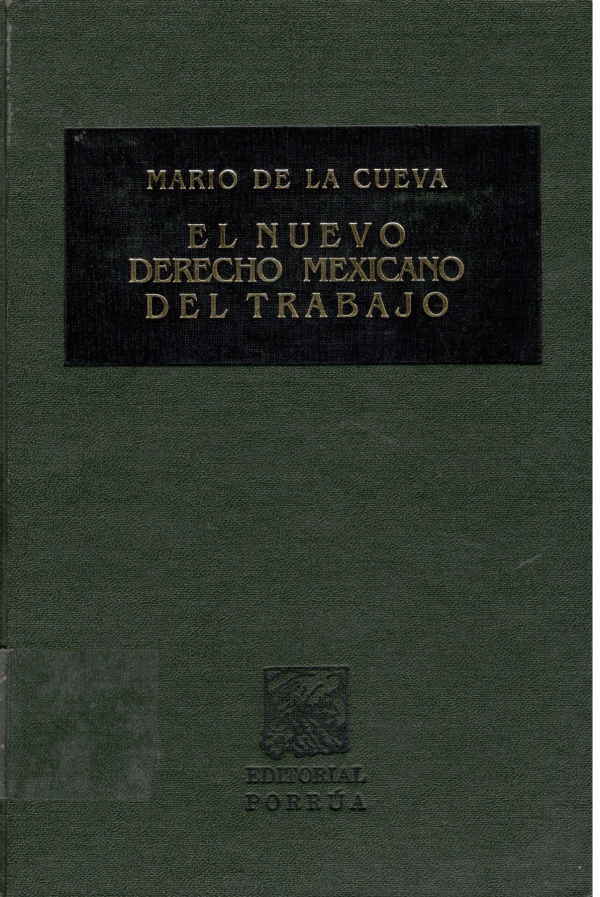 MARIO DE LA CUEVA
EL NUEVO
DERECHO MEXICANO
DEL TRABAJO
EDITORIAL
PORRÚA